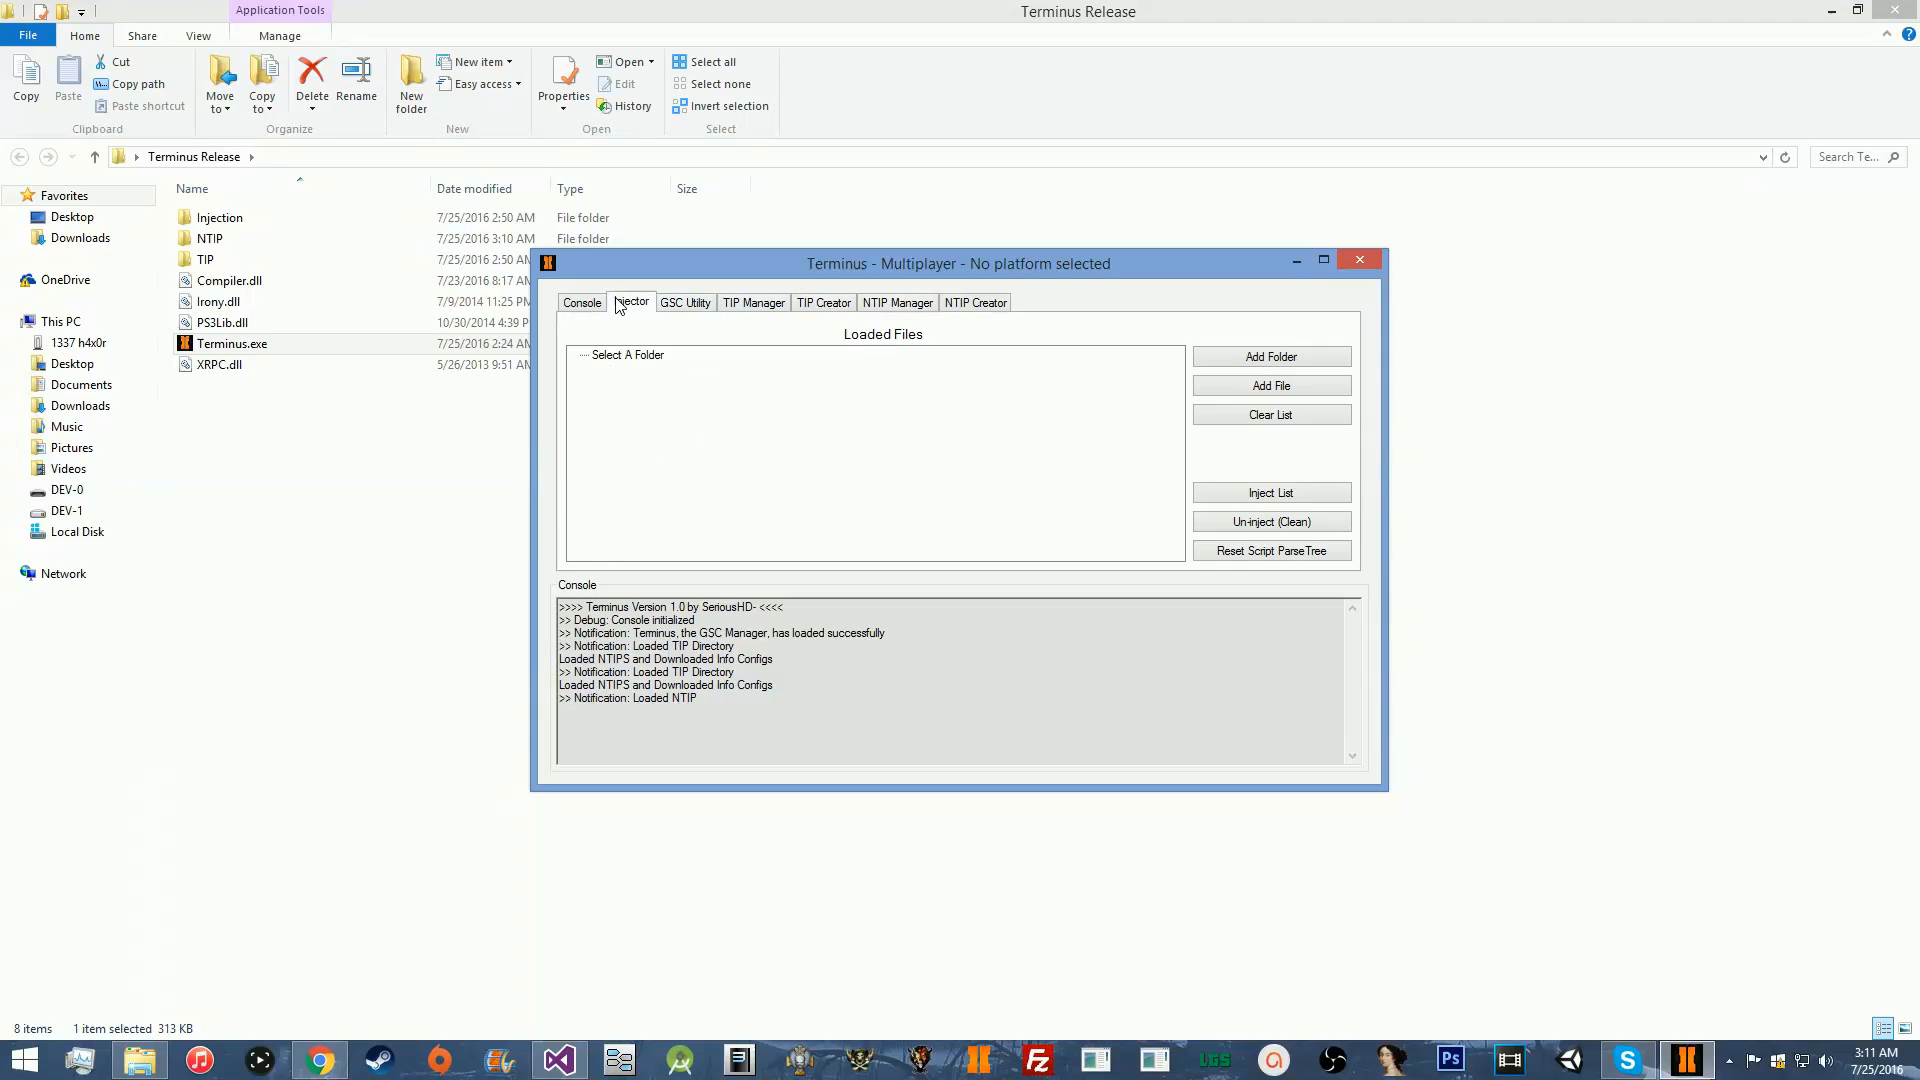 Application Tools
Terminus Release
File
Home
Share
View
Manage
Copy
Paste
Cut
Copy path
Paste shortcut
Clipboard
Move to
Copy to
Delete
Rename
Organize
New folder
New item
Easy access
New
Properties
Open
Edit
History
Open
Select all
Select none
Invert selection
Select
Terminus Release
Search Te...
Name
Date modified
Type
Size
Favorites
Desktop
Downloads
OneDrive
This PC
1337 h4x0r
Desktop
Documents
Downloads
Music
Pictures
Videos
DEV-0
DEV-1
Local Disk
Network
Injection 7/25/2016 2:50 AM File folder
NTIP 7/25/2016 3:10 AM File folder
TIP 7/25/2016 2:50 A
Compiler.dll 7/23/2016 8:17 A
Irony.dll 7/9/2014 11:25 P
PS3Lib.dll 10/30/2014 4:39 P
Terminus.exe 7/25/2016 2:24 A
XRPC.dll 5/26/2013 9:51 A
Terminus - Multiplayer - No platform selected
Console
Injector
GSC Utility
TIP Manager
TIP Creator
NTIP Manager
NTIP Creator
Loaded Files
Select A Folder
Add Folder
Add File
Clear List
Inject List
Un-inject (Clean)
Reset Script ParseTree
Console
>>>> Terminus Version 1.0 by SeriousHD- <<<<
>> Debug: Console initialized
>> Notification: Terminus, the GSC Manager, has loaded successfully
>> Notification: Loaded TIP Directory
Loaded NTIPS and Downloaded Info Configs
>> Notification: Loaded TIP Directory
Loaded NTIPS and Downloaded Info Configs
>> Notification: Loaded NTIP
8 items
1 item selected 313 KB
LGS
Ps
3:11 AM
7/25/2016